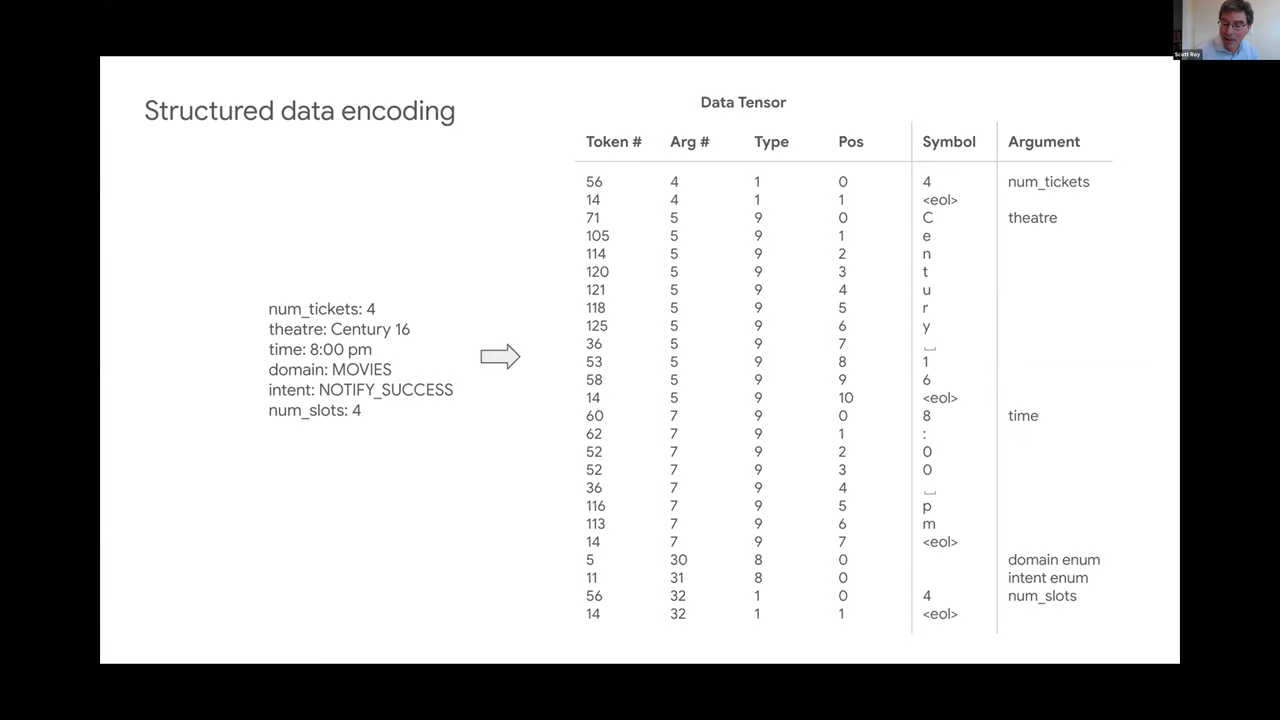 Scott Roy
Structured data encoding
Data Tensor
Token # Arg # Type Pos Symbol Argument
56 4 1 0 4 num_tickets
14 4 1 1 <eol>
71 5 9 0 C theatre
105 5 9 1 e
114 5 9 2 n
120 5 9 3 t
121 5 9 4 u
118 5 9 5 r
125 5 9 6 y
36 5 9 7 ⎵
53 5 9 8 1
58 5 9 9 6
14 5 9 10 <eol>
60 7 9 0 8 time
62 7 9 1 :
52 7 9 2 0
52 7 9 3 0
36 7 9 4 ⎵
116 7 9 5 p
113 7 9 6 m
14 7 9 7 <eol>
5 30 8 0 domain enum
11 31 8 0 intent enum
56 32 1 0 4 num_slots
14 32 1 1 <eol>
num_tickets: 4
theatre: Century 16
time: 8:00 pm
domain: MOVIES
intent: NOTIFY_SUCCESS
num_slots: 4